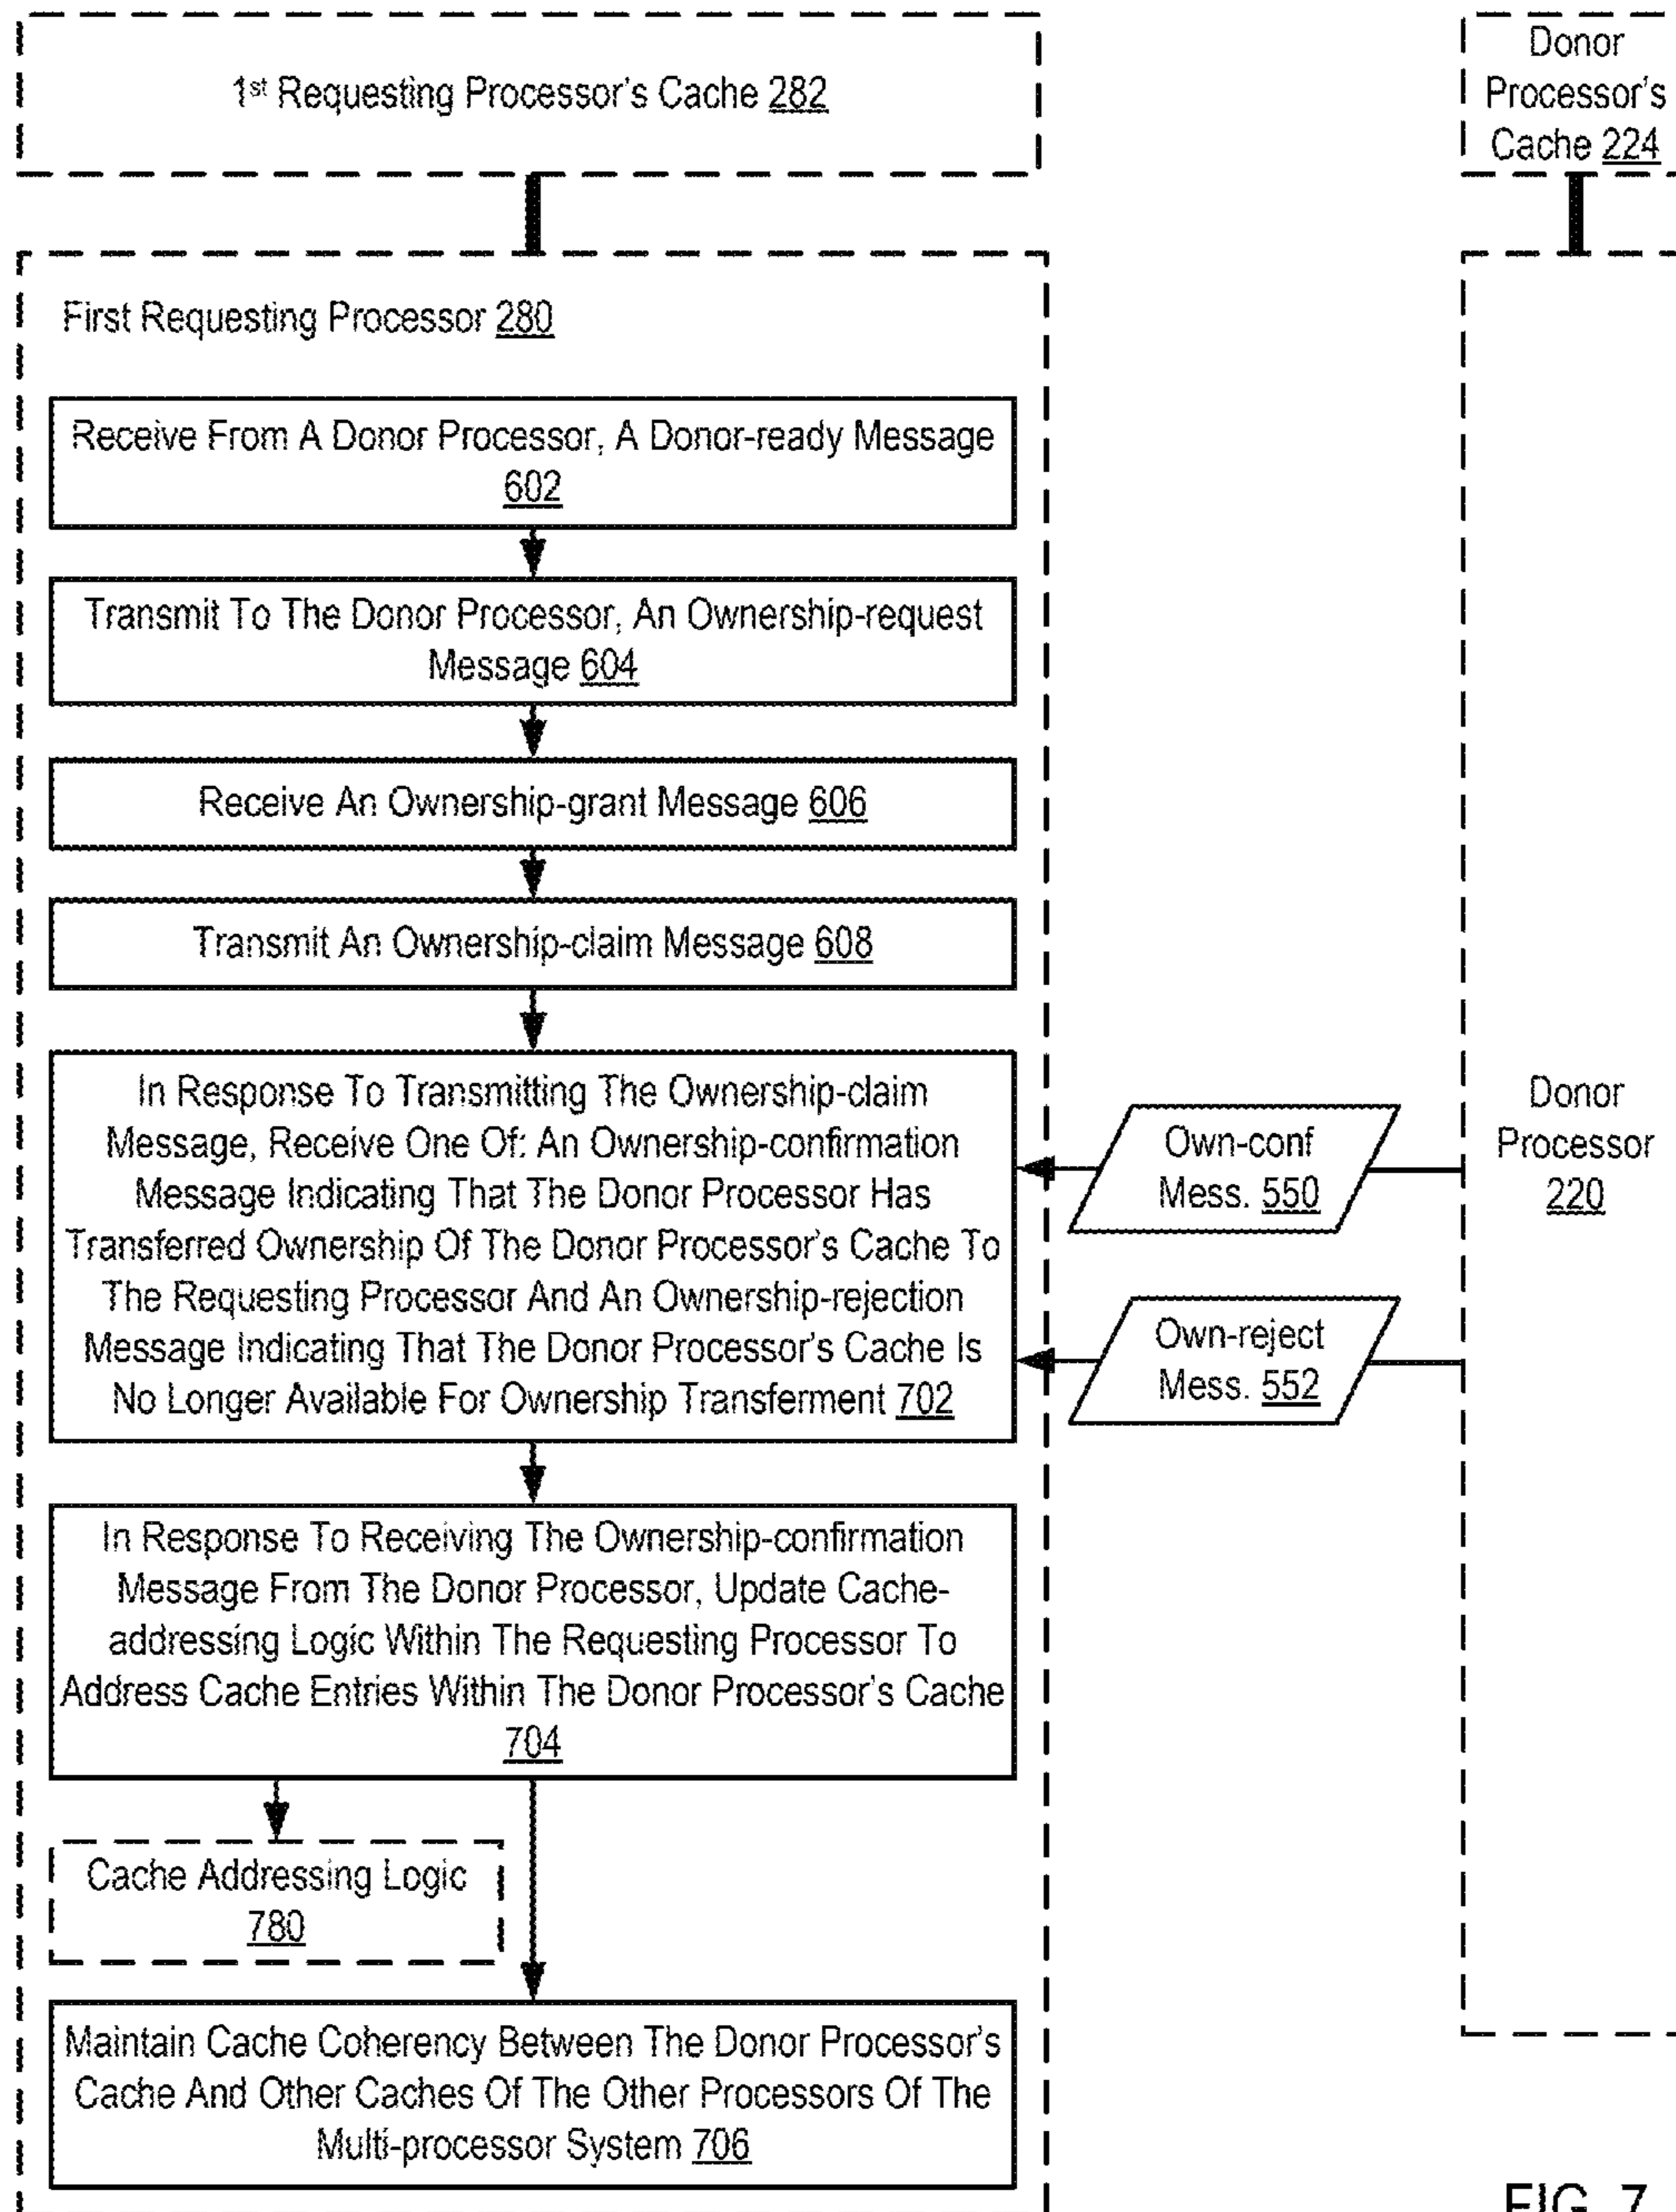 1st Requesting Processor's Cache 282
Donor
Processor's
Cache 224
First Requesting Processor 280
Receive From A Donor Processor, A Donor-ready Message
602
Transmit To The Donor Processor, An Ownership-request
Message 604
Receive An Ownership-grant Message 606
Transmit An Ownership-claim Message 608
In Response To Transmitting The Ownership-claim
Message, Receive One Of: An Ownership-confirmation
Message Indicating That The Donor Processor Has
Transferred Ownership Of The Donor Processor's Cache To
The Requesting Processor And An Ownership-rejection
Message Indicating That The Donor Processor's Cache Is
No Longer Available For Ownership Transferment 702
Own-conf
Mess. 550
Own-reject
Mess. 552
Donor
Processor
220
In Response To Receiving The Ownership-confirmation
Message From The Donor Processor, Update Cache-
addressing Logic Within The Requesting Processor To
Address Cache Entries Within The Donor Processor's Cache
704
Cache Addressing Logic
780
Maintain Cache Coherency Between The Donor Processor's
Cache And Other Caches Of The Other Processors Of The
Multi-processor System 706
FIG. 7